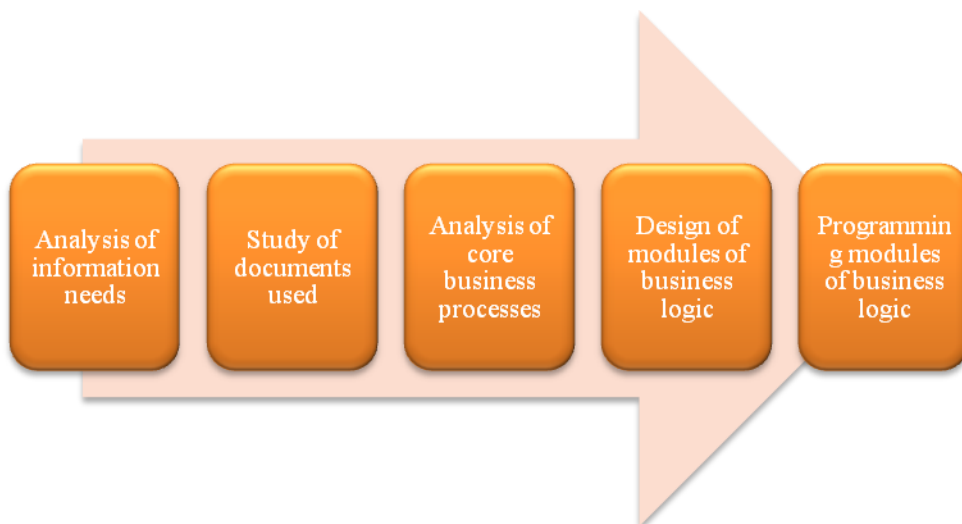 Analysis of
information
needs
Study of
documents
used
Analysis of
core
business
processes
Design of
modules of
business
logic
Programmin
g modules
of business
logic